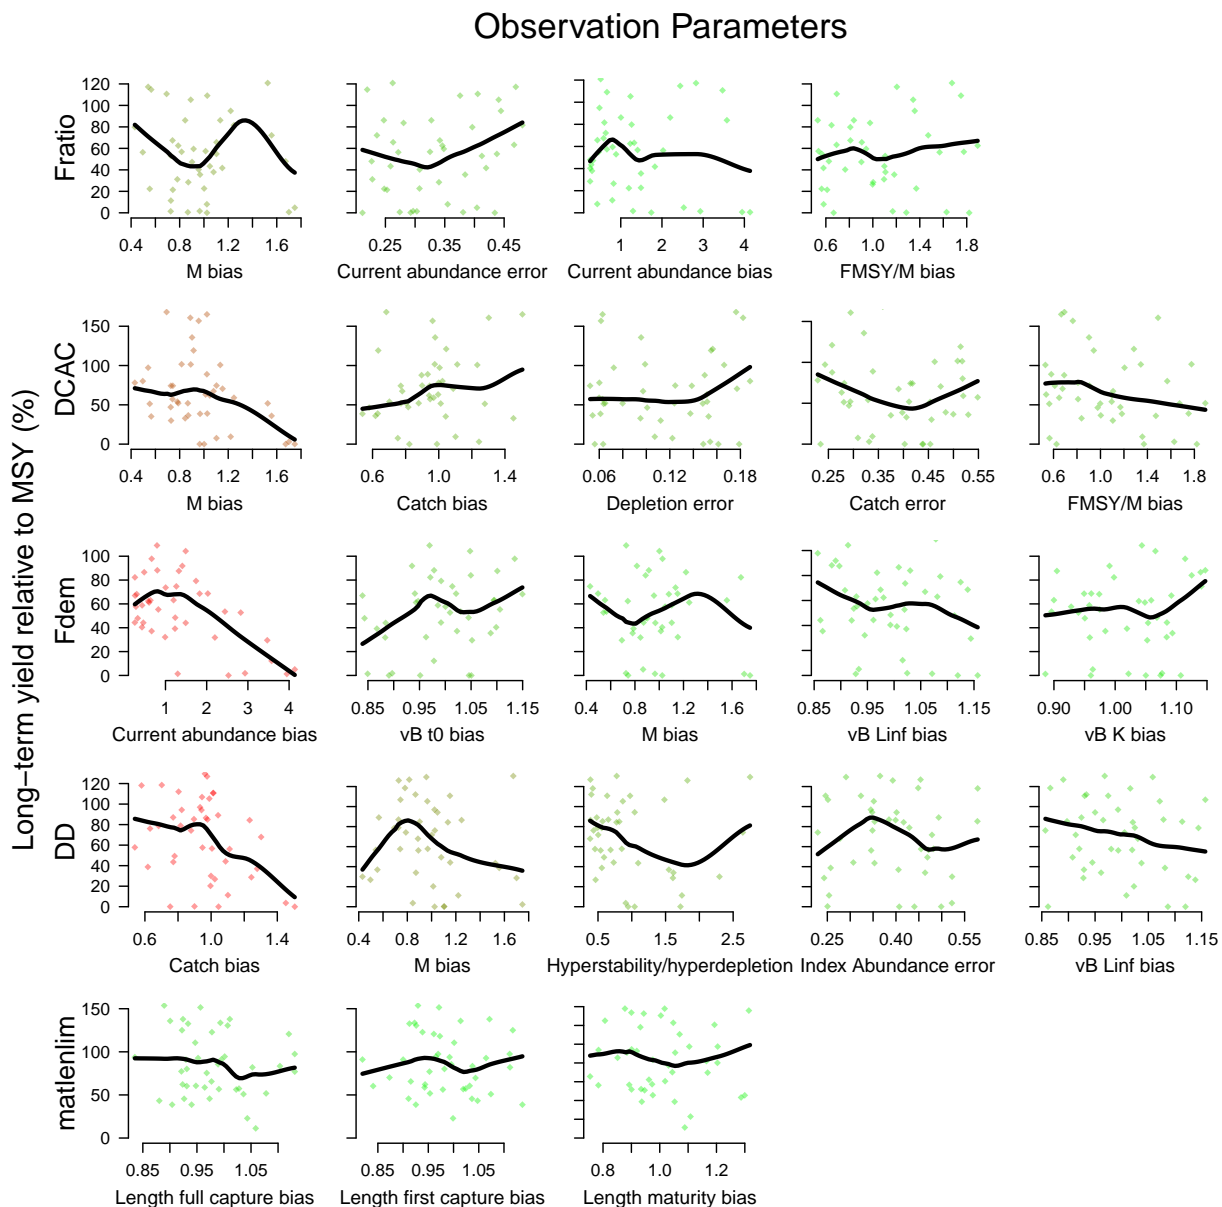 Observation Parameters
Long−term yield relative to MSY (%)
Fratio
0 20 40 60 80 100 120
0.4 0.8 1.2 1.6
M bias
0.25 0.35 0.45
Current abundance error
1 2 3 4
Current abundance bias
0.6 1.0 1.4 1.8
FMSY/M bias
DCAC
0 50 100 150
0.4 0.8 1.2 1.6
M bias
0.6 1.0 1.4
Catch bias
0.06 0.12 0.18
Depletion error
0.25 0.35 0.45 0.55
Catch error
0.6 1.0 1.4 1.8
FMSY/M bias
Fdem
0 20 40 60 80 100
1 2 3 4
Current abundance bias
0.85 0.95 1.05 1.15
vB t0 bias
0.4 0.8 1.2 1.6
M bias
0.85 0.95 1.05 1.15
vB Linf bias
0.90 1.00 1.10
vB K bias
DD
0 20 40 60 80 100 120
0.6 1.0 1.4
Catch bias
0.4 0.8 1.2 1.6
M bias
0.5 1.5 2.5
Hyperstability/hyperdepletion
0.25 0.40 0.55
Index Abundance error
0.85 0.95 1.05 1.15
vB Linf bias
matlenlim
0 50 100 150
0.85 0.95 1.05
Length full capture bias
0.85 0.95 1.05
Length first capture bias
0.8 1.0 1.2
Length maturity bias